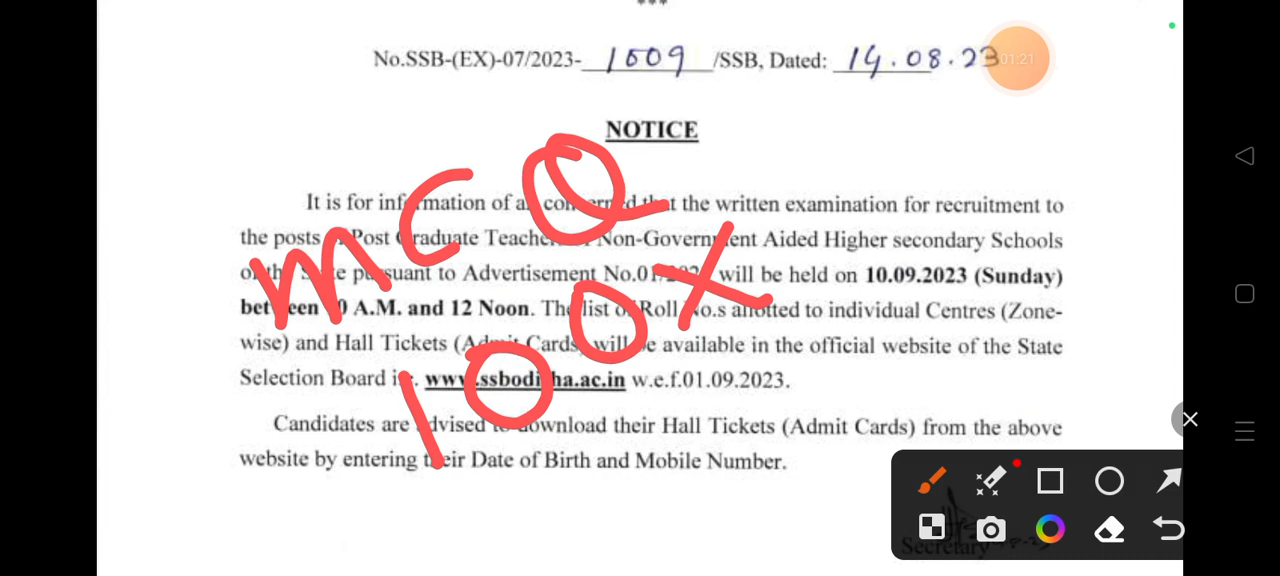 ***
No.SSB-(EX)-07/2023- 1509 /SSB, Dated: 14.08.23
01:21
NOTICE
It is for information of all concerned that the written examination for recruitment to
the posts of Post Graduate Teachers of Non-Government Aided Higher secondary Schools
of the State pursuant to Advertisement will be held on 10.09.2023 (Sunday)
between 10 A.M. and 12 Noon. The list of Roll No.s allotted to individual Centres (Zone-
wise) and Hall Tickets (Admit Cards) will be available in the official website of the State
Selection Board i.e. www.ssbodisha.ac.in w.e.f.01.09.2023.
Candidates are advised to download their Hall Tickets (Admit Cards) from the above
website by entering their Date of Birth and Mobile Number.
Secretary
MCQ
100X